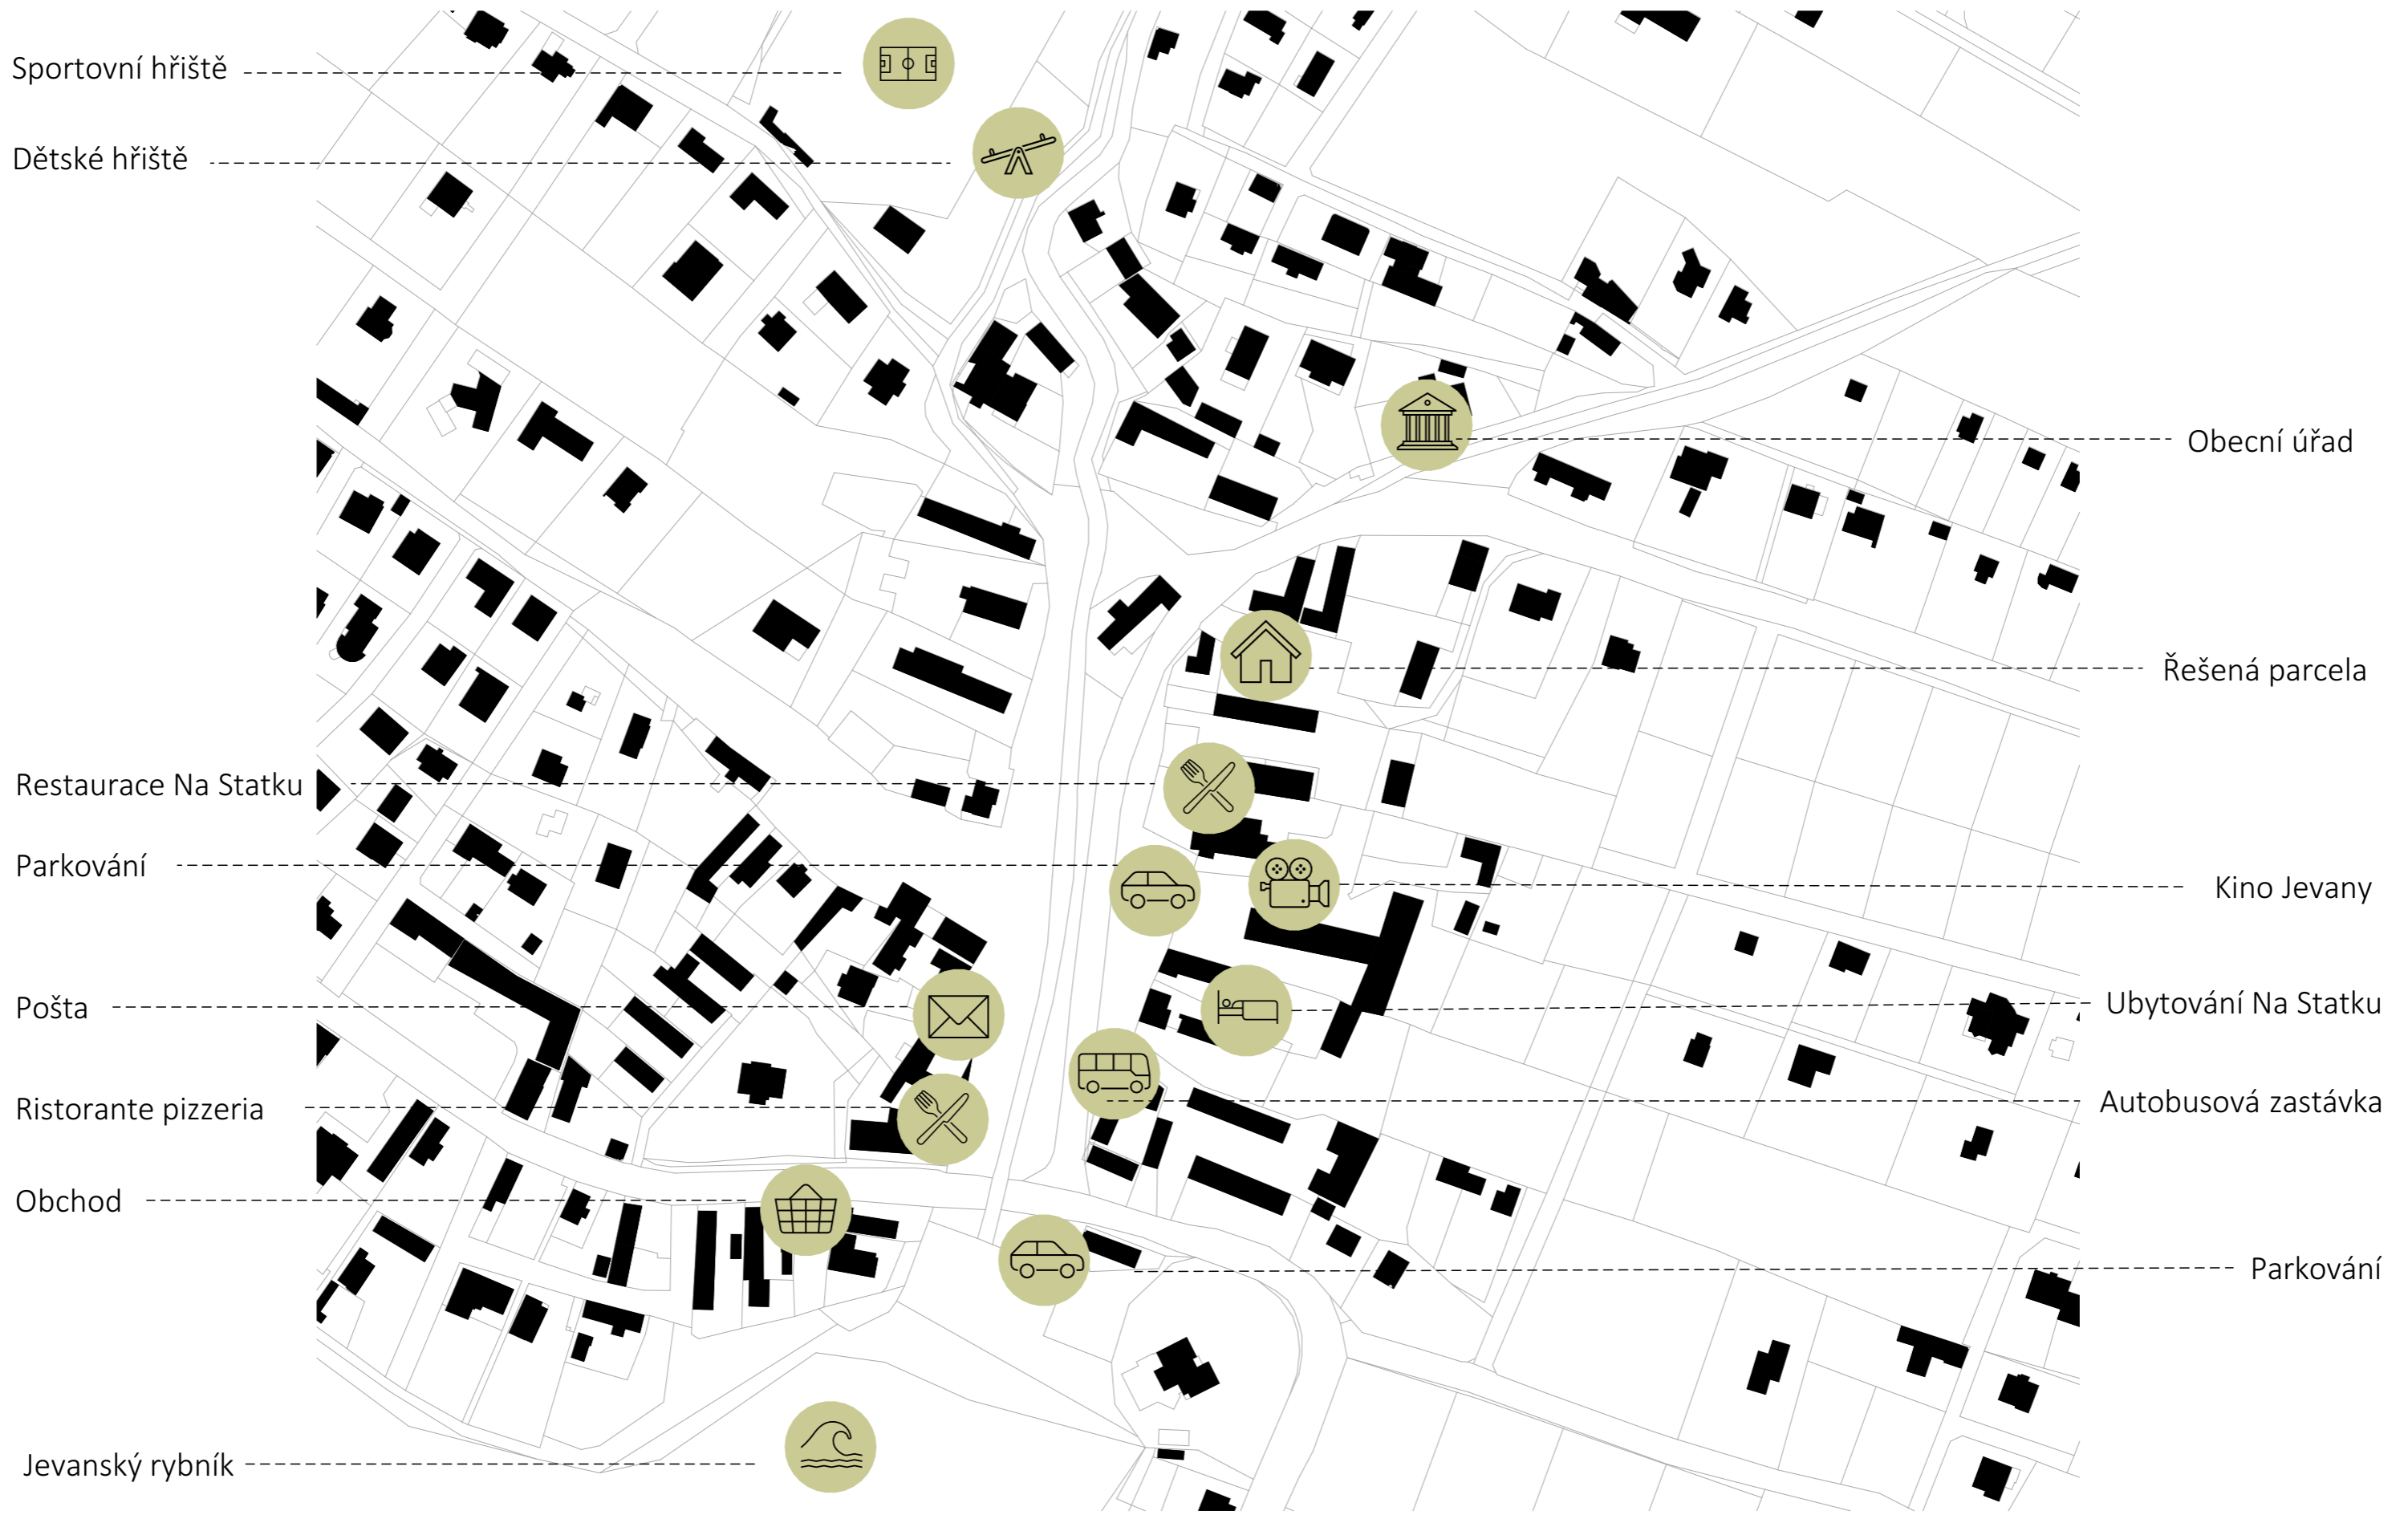 Sportovní hřiště
Dětské hřiště
Obecní úřad
Řešená parcela
Restaurace Na Statku
Parkování
Kino Jevany
Pošta
Ubytování Na Statku
Ristorante pizzeria
Autobusová zastávka
Obchod
Parkování
Jevanský rybník